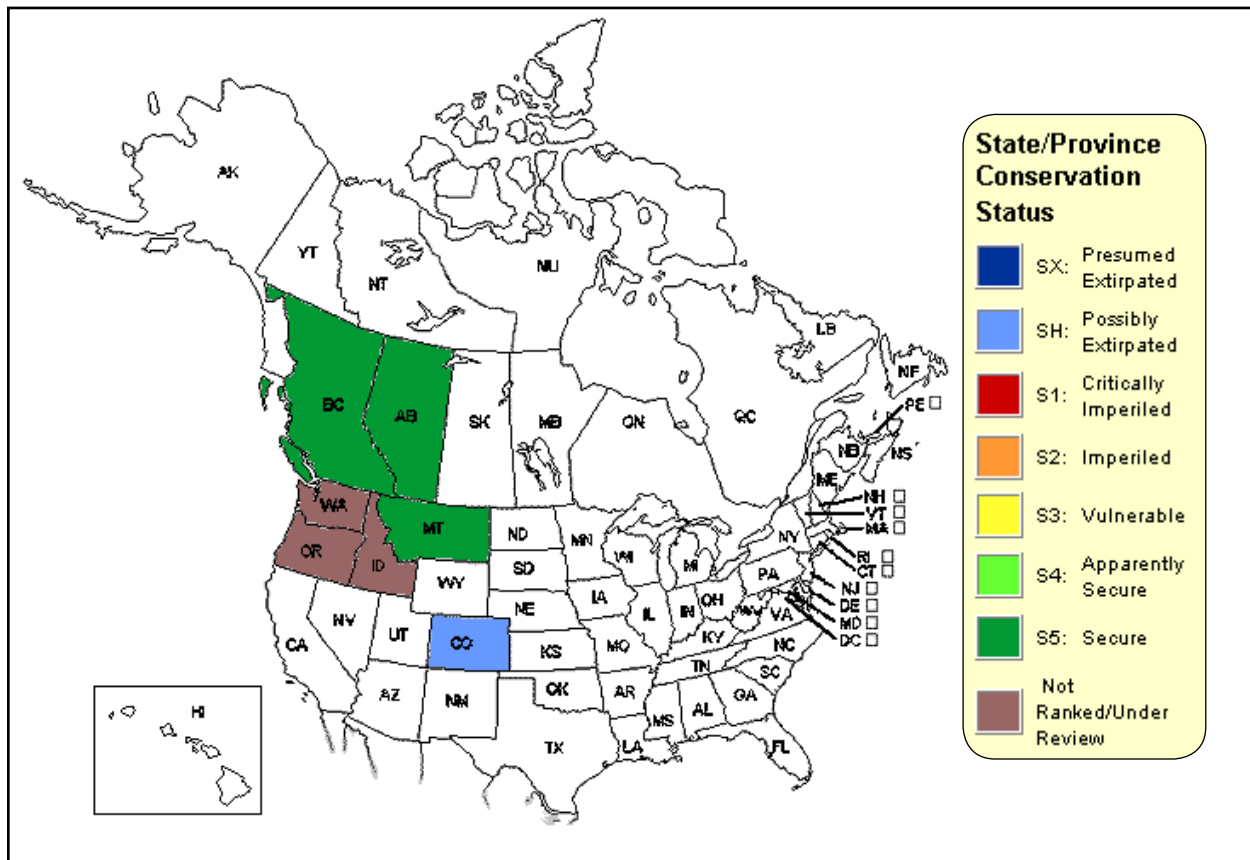 AK
YT
NT
NU
BC
AB
SK
MB
ON
QC
LB
NF
PE
NB
NS
ME
NH
VT
MA
RI
CT
NJ
DE
MD
DC
WA
OR
ID
MT
ND
SD
MN
WI
MI
NY
PA
WY
NE
IA
IL
IN
OH
WV
VA
CA
NV
UT
CO
KS
MO
KY
NC
TN
SC
AZ
NM
OK
AR
MS
AL
GA
TX
LA
FL
HI
State/Province
Conservation
Status
SX: Presumed
Extirpated
SH: Possibly
Extirpated
S1: Critically
Imperiled
S2: Imperiled
S3: Vulnerable
S4: Apparently
Secure
S5: Secure
Not
Ranked/Under
Review